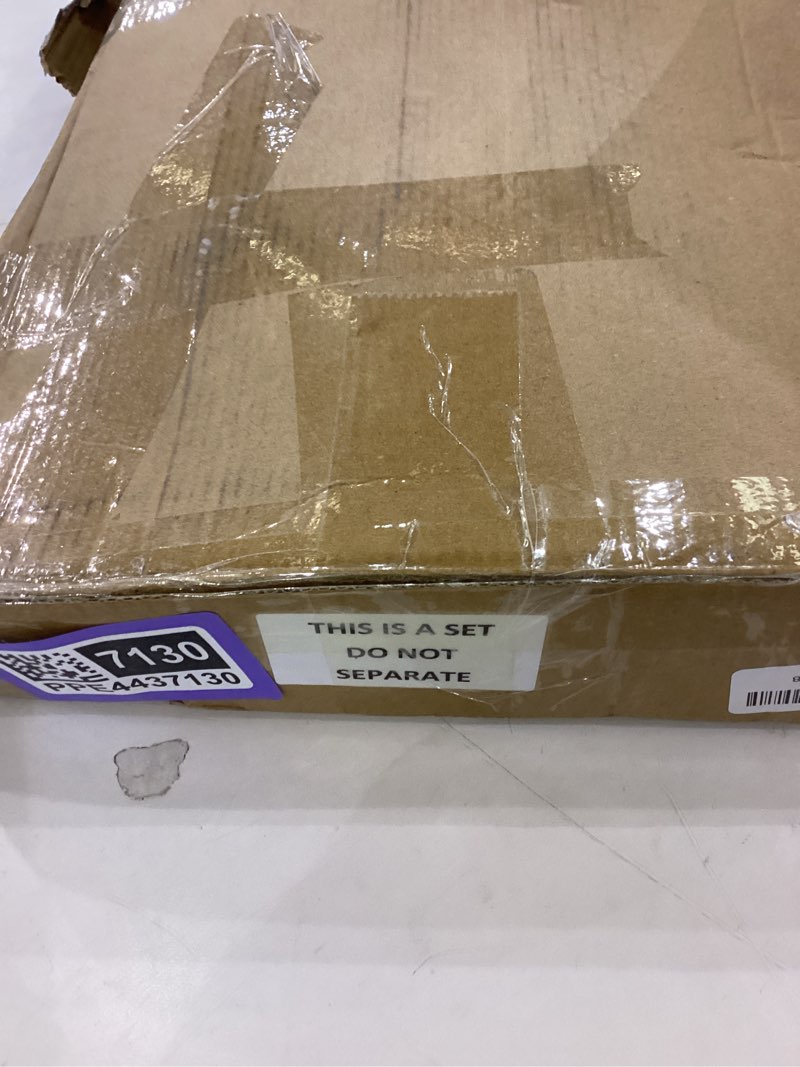 7130
PPE4437130
THIS IS A SET
DO NOT
SEPARATE